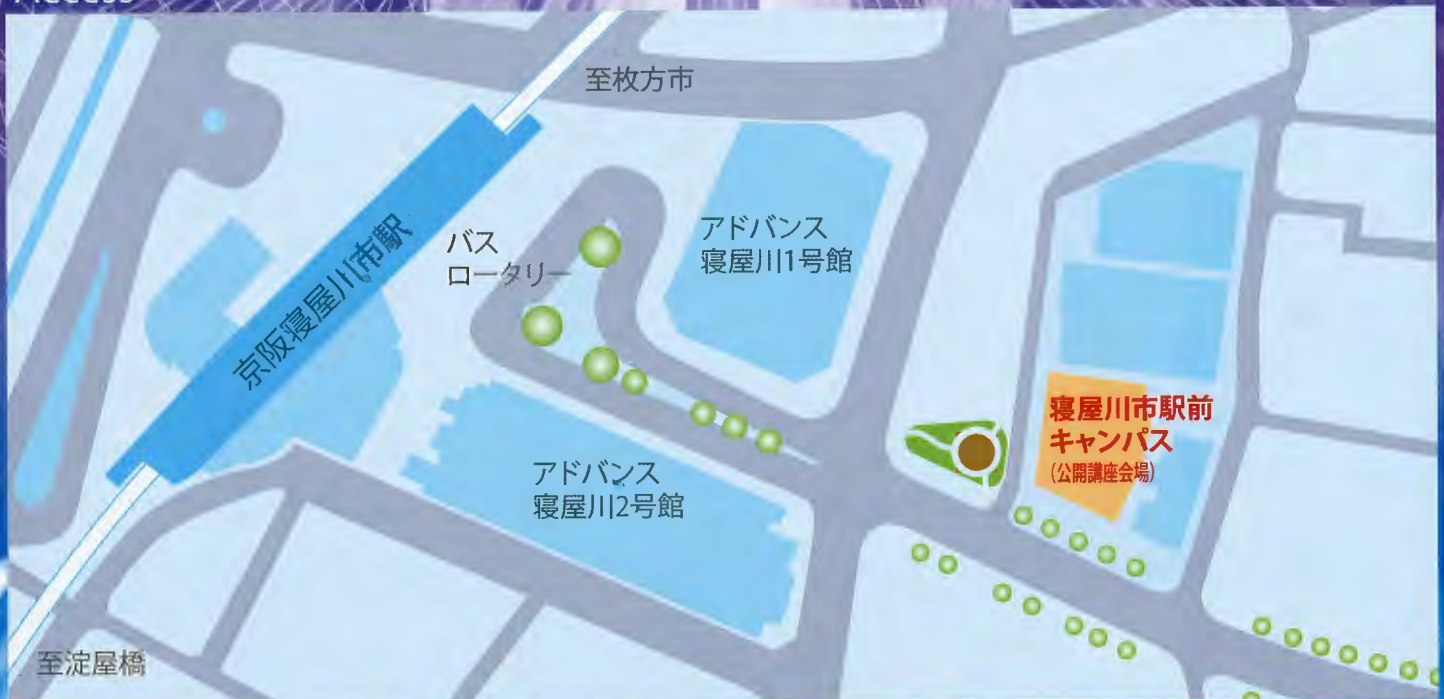 Access
至枚方市
京阪寝屋川市駅
バス
ロータリー
アドバンス
寝屋川1号館
アドバンス
寝屋川2号館
寝屋川市駅前
キャンパス
(公開講座会場)
至淀屋橋